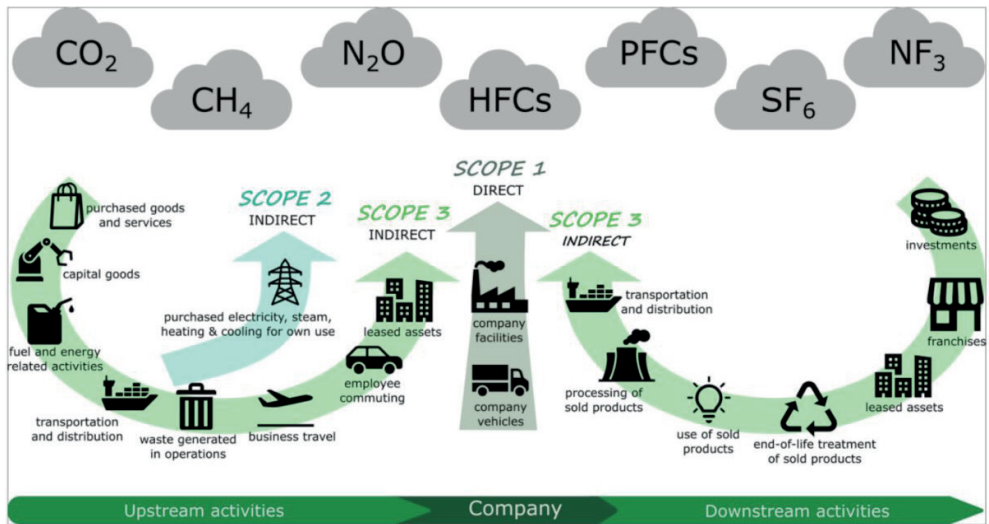 CO₂
CH₄
N₂O
HFCs
PFCs
SF₆
NF₃
SCOPE 2
INDIRECT
SCOPE 3
INDIRECT
SCOPE 1
DIRECT
SCOPE 3
INDIRECT
purchased goods
and services
capital goods
fuel and energy
related activities
transportation
and distribution
waste generated
in operations
business travel
employee
commuting
leased assets
purchased electricity, steam,
heating & cooling for own use
company
facilities
company
vehicles
transportation
and distribution
processing of
sold products
use of sold
products
end-of-life treatment
of sold products
leased assets
franchises
investments
Upstream activities
Company
Downstream activities